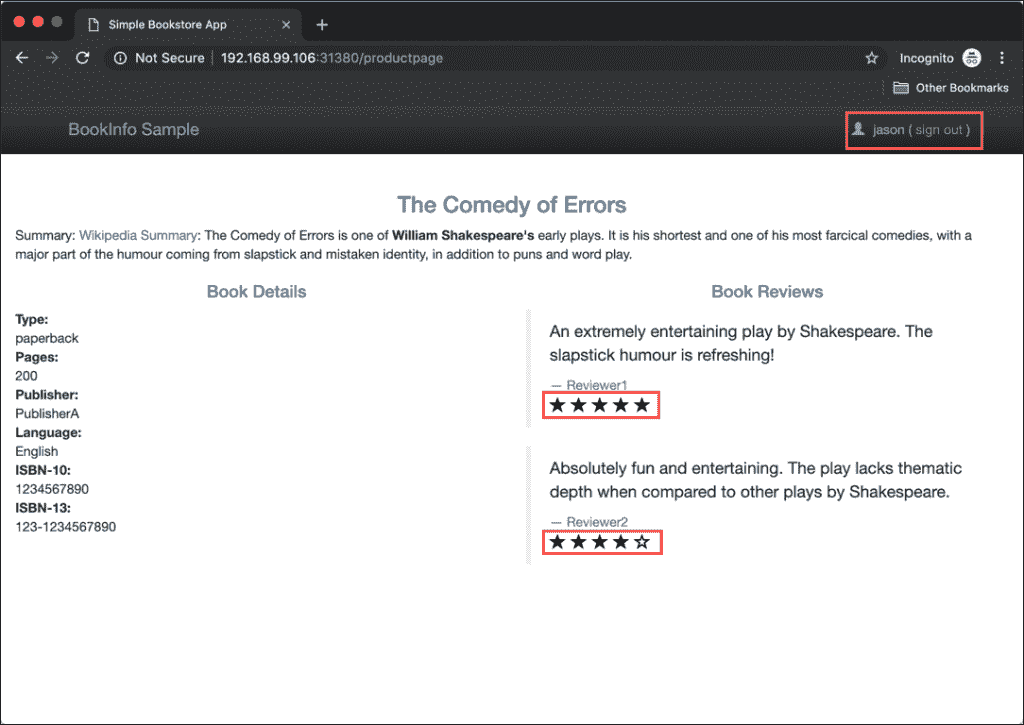 Simple Bookstore App
Not Secure | 192.168.99.106:31380/productpage
Incognito
Other Bookmarks
BookInfo Sample
jason ( sign out )
The Comedy of Errors
Summary: Wikipedia Summary: The Comedy of Errors is one of William Shakespeare's early plays. It is his shortest and one of his most farcical comedies, with a
major part of the humour coming from slapstick and mistaken identity, in addition to puns and word play.
Book Details
Type:
paperback
Pages:
200
Publisher:
PublisherA
Language:
English
ISBN-10:
1234567890
ISBN-13:
123-1234567890
Book Reviews
An extremely entertaining play by Shakespeare. The
slapstick humour is refreshing!
— Reviewer1
★★★★★
Absolutely fun and entertaining. The play lacks thematic
depth when compared to other plays by Shakespeare.
— Reviewer2
★★★★☆